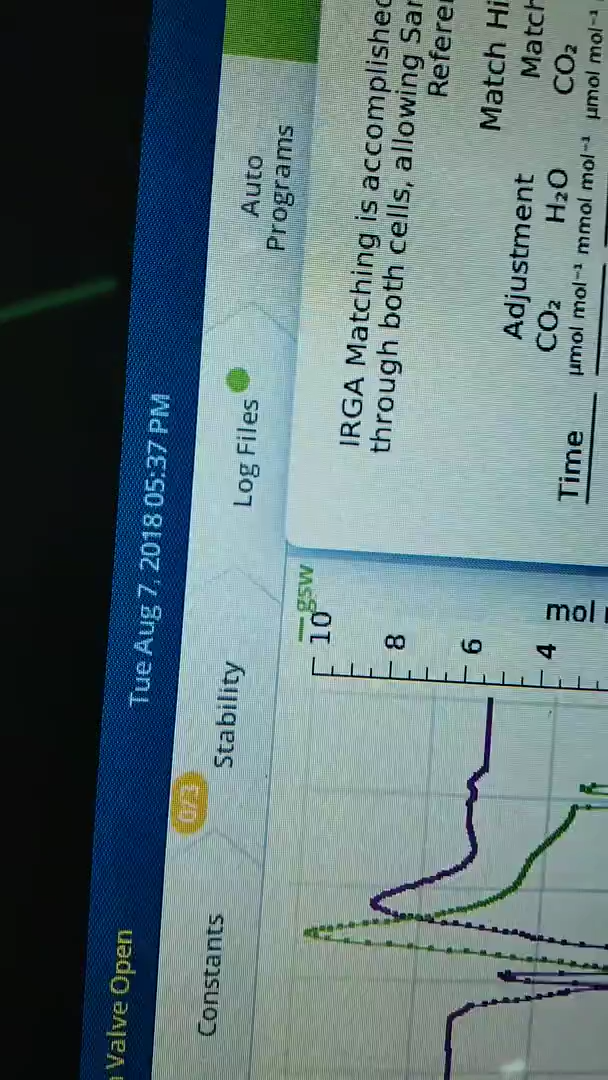 Valve Open
Tue Aug 7, 2018 05:37 PM
Constants
0/3
Stability
Log Files
Auto
Programs
gsw
10
8
6
4
mol
IRGA Matching is accomplished
through both cells, allowing
Match
Adjustment
Match
CO₂ H₂O CO₂
Time μmol mol⁻¹ mmol mol⁻¹ μmol mol⁻¹